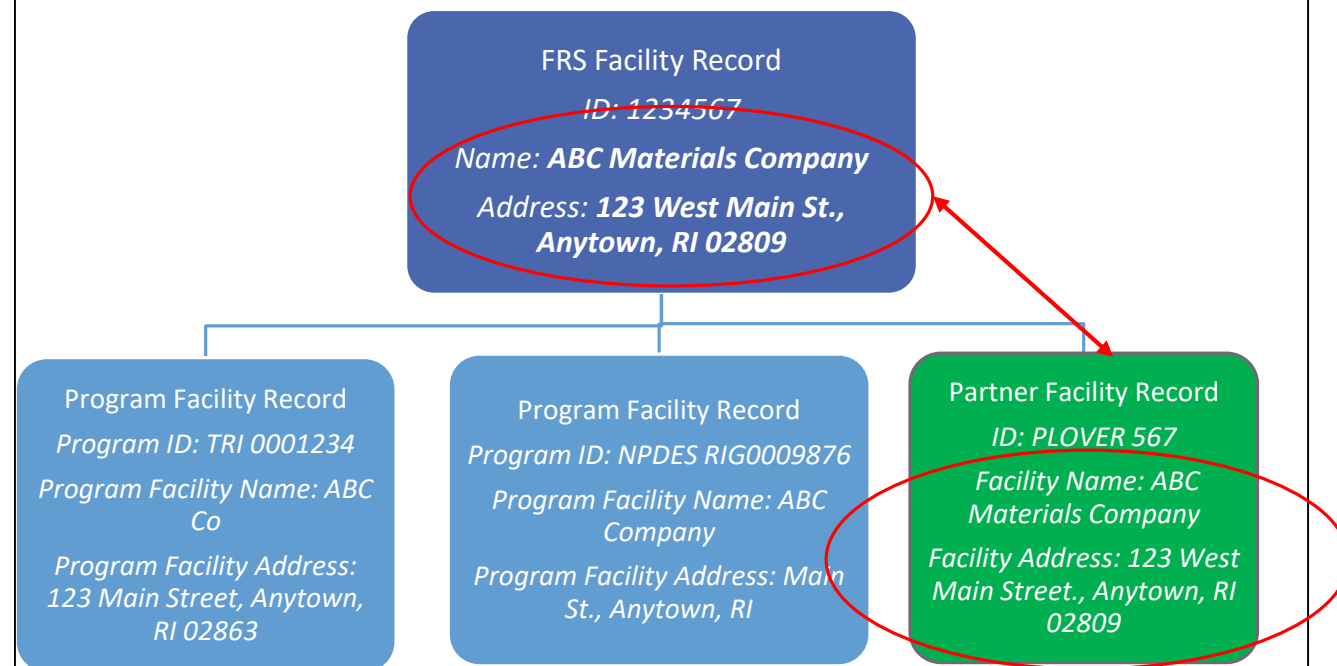 FRS Facility Record
ID: 1234567
Name: ABC Materials Company
Address: 123 West Main St.,
Anytown, RI 02809
Program Facility Record
Program ID: TRI 0001234
Program Facility Name: ABC
Co
Program Facility Address:
123 Main Street, Anytown,
RI 02863
Program Facility Record
Program ID: NPDES RIG0009876
Program Facility Name: ABC
Company
Program Facility Address: Main
St., Anytown, RI
Partner Facility Record
ID: PLOVER 567
Facility Name: ABC
Materials Company
Facility Address: 123 West
Main Street., Anytown, RI
02809